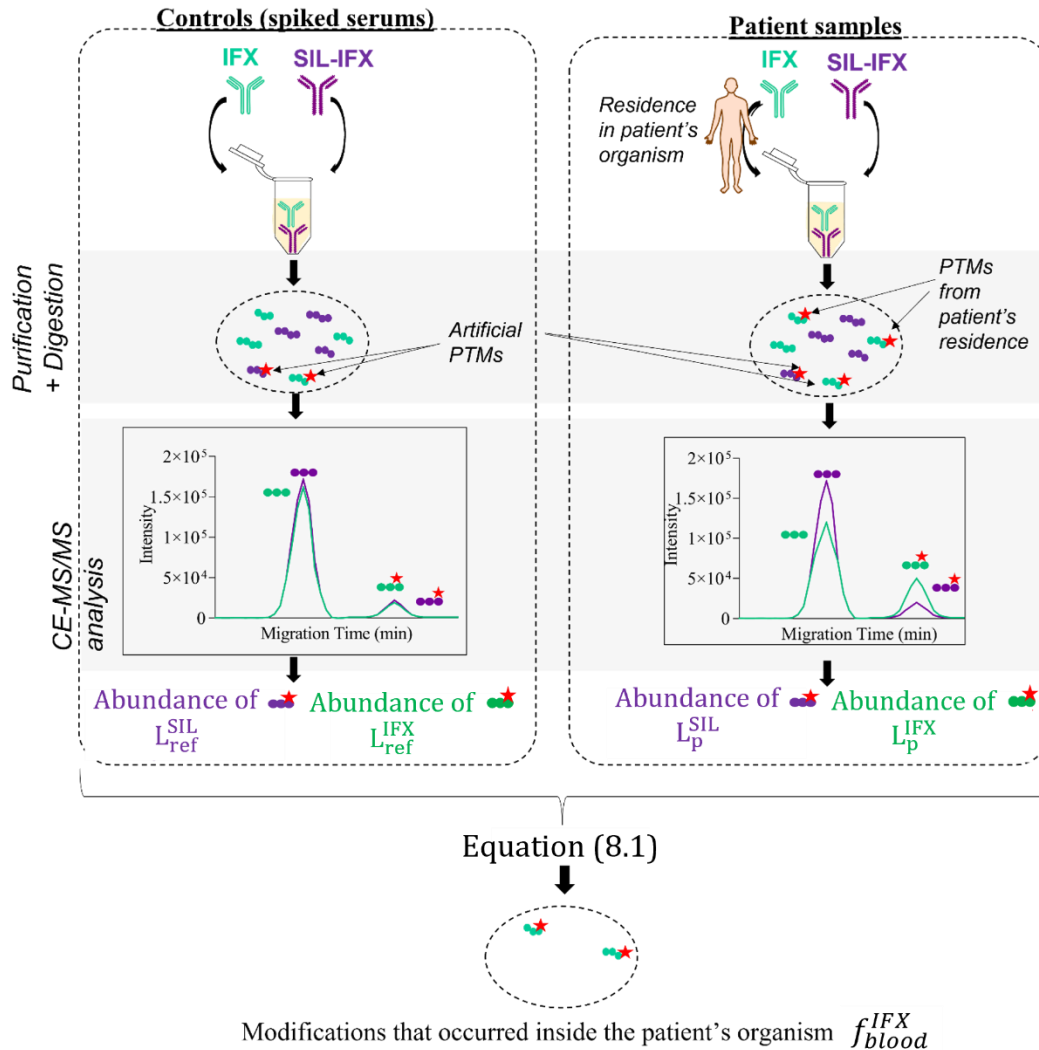 Controls (spiked serums)
IFX
SIL-IFX
Purification
+ Digestion
CE-MS/MS
analysis
2×10⁵
1.5×10⁵
1×10⁵
5×10⁴
0
Intensity
Migration Time (min)
Abundance of
L_ref^SIL
Abundance of
L_ref^IFX
Artificial
PTMs
Patient samples
IFX
SIL-IFX
Residence
in patient's
organism
PTMs
from
patient's
residence
2×10⁵
1.5×10⁵
1×10⁵
5×10⁴
0
Intensity
Migration Time (min)
Abundance of
L_p^SIL
Abundance of
L_p^IFX
Equation (8.1)
Modifications that occurred inside the patient's organism f_blood^IFX